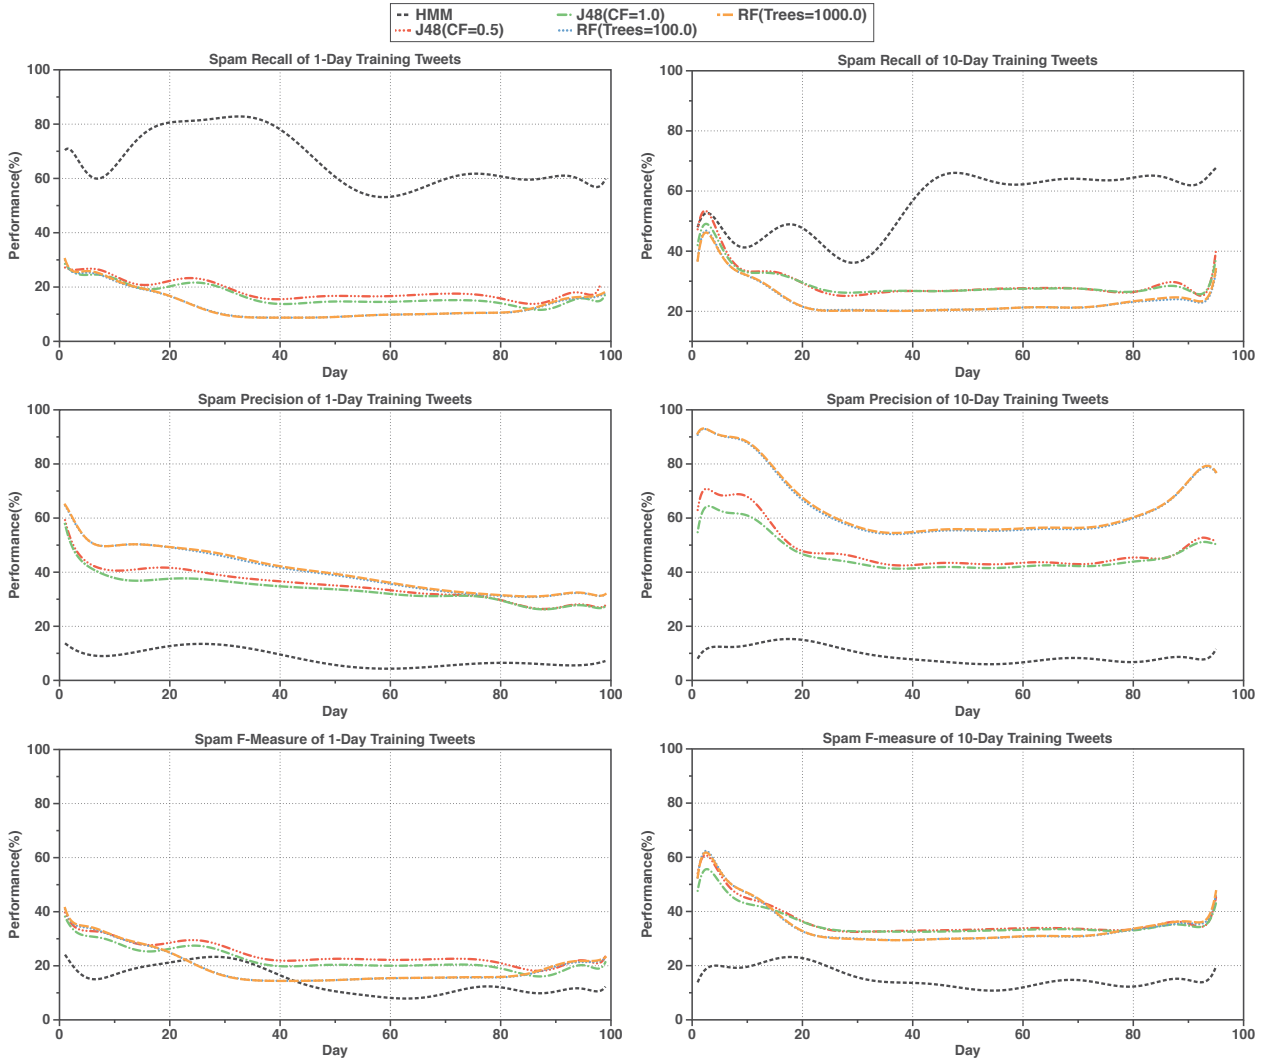 HMM J48(CF=1.0) RF(Trees=1000.0)
J48(CF=0.5) RF(Trees=100.0)
Spam Recall of 1-Day Training Tweets
Performance(%)
100
80
60
40
20
0
0 20 40 60 80 100
Day
Spam Recall of 10-Day Training Tweets
Performance(%)
100
80
60
40
20
0 20 40 60 80 100
Day
Spam Precision of 1-Day Training Tweets
Performance(%)
100
80
60
40
20
0
0 20 40 60 80 100
Day
Spam Precision of 10-Day Training Tweets
Performance(%)
100
80
60
40
20
0
0 20 40 60 80 100
Day
Spam F-Measure of 1-Day Training Tweets
Performance(%)
100
80
60
40
20
0
0 20 40 60 80 100
Day
Spam F-measure of 10-Day Training Tweets
Performance(%)
100
80
60
40
20
0
0 20 40 60 80 100
Day